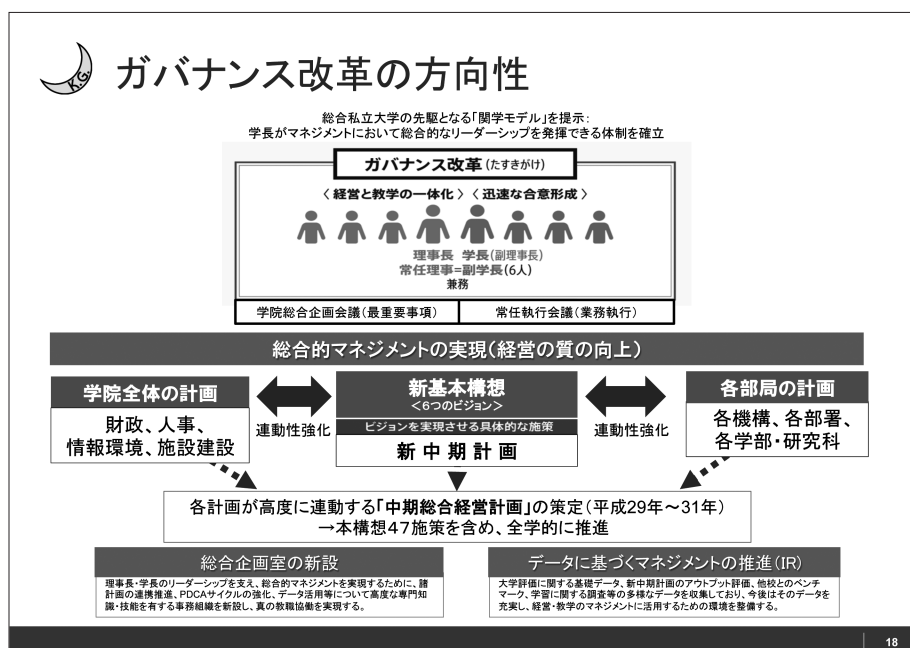 K.G.
ガバナンス改革の方向性
総合私立大学の先駆となる「関学モデル」を提示:
学長がマネジメントにおいて総合的なリーダーシップを発揮できる体制を確立
ガバナンス改革(たすきがけ)
〈 経営と教学の一体化 〉〈 迅速な合意形成 〉
理事長 学長(副理事長)
常任理事=副学長(6人)
兼務
学院総合企画会議(最重要事項)
常任執行会議(業務執行)
総合的マネジメントの実現(経営の質の向上)
学院全体の計画
財政、人事、
情報環境、施設建設
連動性強化
新基本構想
<6つのビジョン>
ビジョンを実現させる具体的な施策
新 中 期 計 画
連動性強化
各部局の計画
各機構、各部署、
各学部・研究科
各計画が高度に連動する「中期総合経営計画」の策定(平成29年~31年)
→本構想47施策を含め、全学的に推進
総合企画室の新設
理事長・学長のリーダーシップを支え、総合的マネジメントを実現するために、諸
計画の連携推進、PDCAサイクルの強化、データ活用等について高度な専門知
識・技能を有する事務組織を新設し、真の教職協働を実現する。
データに基づくマネジメントの推進(IR)
大学評価に関する基礎データ、新中期計画のアウトプット評価、他校とのベンチ
マーク、学習に関する調査等の多様なデータを収集しており、今後はそのデータを
充実し、経営・教学のマネジメントに活用するための環境を整備する。
18